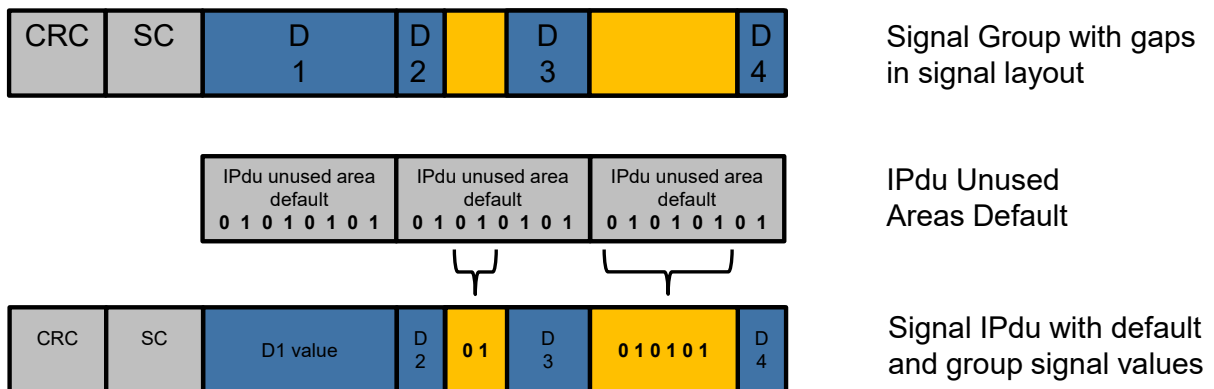 CRC SC D D D D
1 2 3 4
Signal Group with gaps
in signal layout
IPdu unused area IPdu unused area IPdu unused area
default default default
0 1 0 1 0 1 0 1 0 1 0 1 0 1 0 1 0 1 0 1 0 1 0 1
IPdu Unused
Areas Default
CRC SC D1 value D 0 1 D 0 1 0 1 0 1 D
2 3 4
Signal IPdu with default
and group signal values